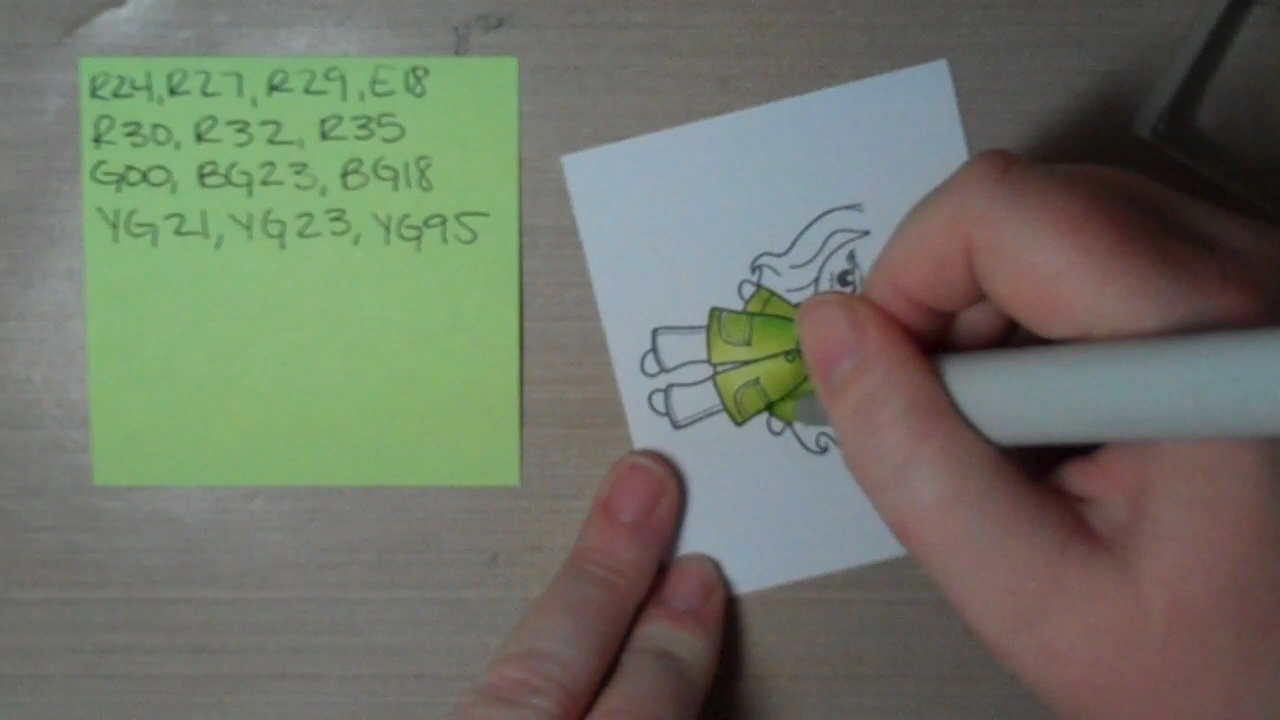 R24, R27, R29, E18
R30, R32, R35
G00, BG23, BG18
YG21, YG23, YG95